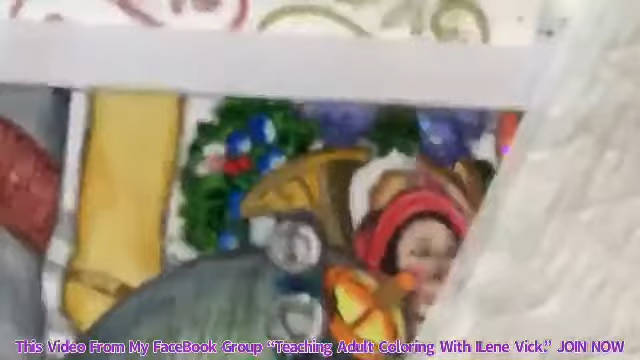 This Video From My FaceBook Group "Teaching Adult Coloring With ILene Vick." JOIN NOW